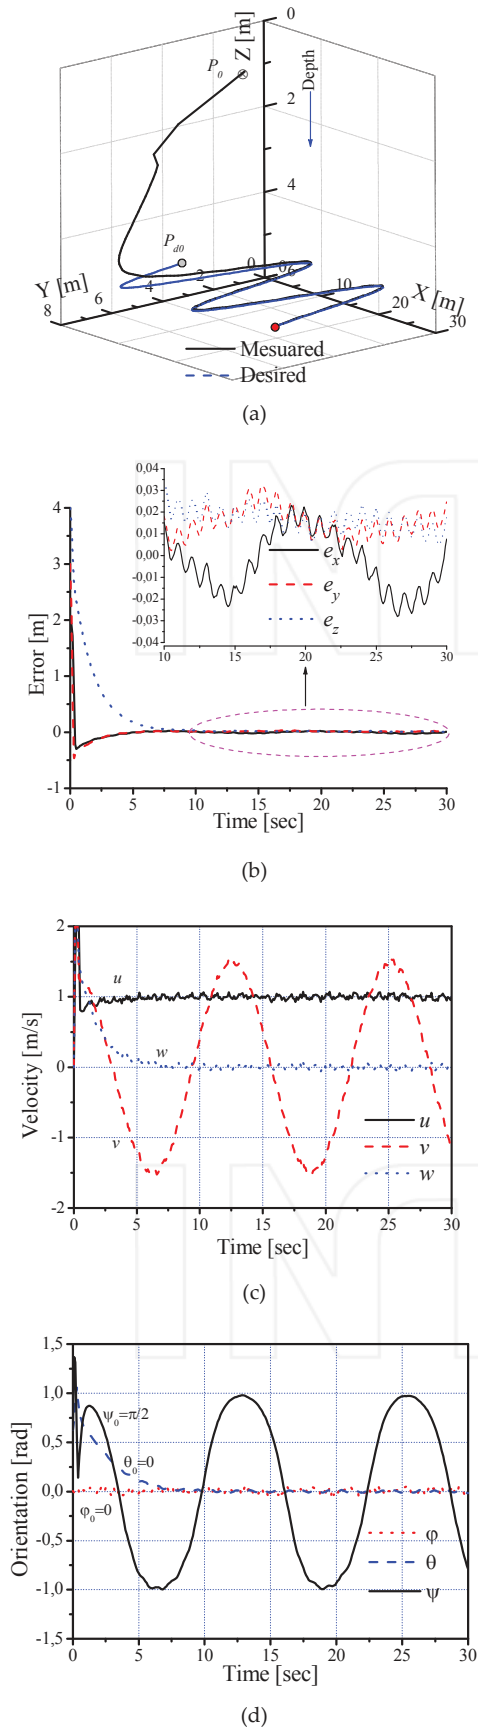 0
Z [m]
P0
Depth
2
4
Pd0
Y [m]
8
6
4
2
0
0
6
10
20
30
X [m]
Mesuared
Desired
(a)
0,04
0,03
0,02
0,01
0,00
-0,01
-0,02
-0,03
-0,04
10 15 20 25 30
ex
ey
ez
4
3
2
1
0
-1
Error [m]
0 5 10 15 20 25 30
Time [sec]
(b)
2
1
0
-1
-2
Velocity [m/s]
u
w
v
u
v
w
0 5 10 15 20 25 30
Time [sec]
(c)
1,5
1,0
0,5
0,0
-0,5
-1,0
-1,5
Orientation [rad]
ψ0=π/2
θ0=0
φ0=0
φ
θ
ψ
0 5 10 15 20 25 30
Time [sec]
(d)